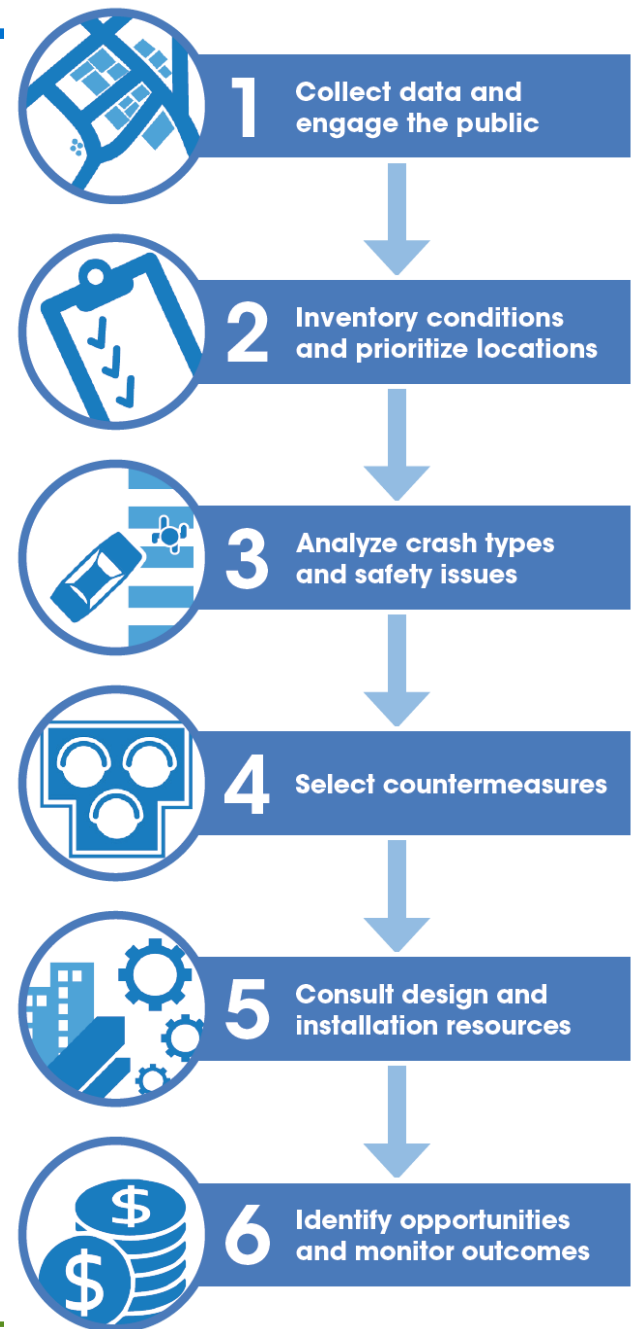 1
Collect data and
engage the public
2
Inventory conditions
and prioritize locations
3
Analyze crash types
and safety issues
4
Select countermeasures
5
Consult design and
installation resources
$
$
6
Identify opportunities
and monitor outcomes